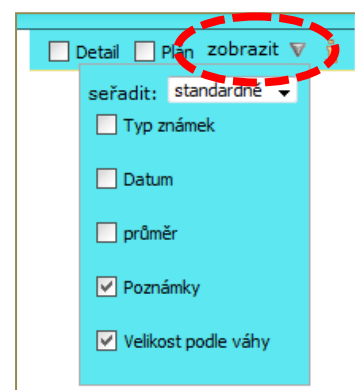 Detail Plán zobrazit
seřadit: standardně
Typ známek
Datum
průměr
Poznámky
Velikost podle váhy